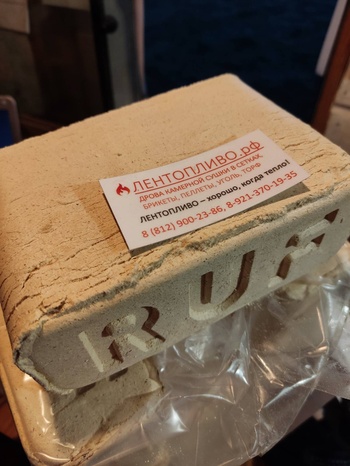 ЛЕНТОПЛИВО.РФ
ДРОВА КАМЕРНОЙ СУШКИ В СЕТКАХ,
БРИКЕТЫ, ПЕЛЛЕТЫ, УГОЛЬ, ТОРФ
ЛЕНТОПЛИВО – хорошо, когда тепло!
8 (812) 900-23-86, 8-921-370-19-35
RUF